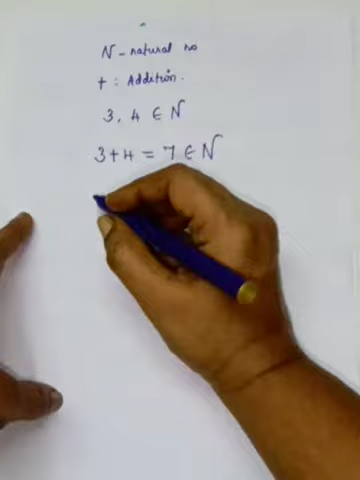 N - natural no
+ : Addition.
3, 4 ∈ N
3+4 = 7 ∈ N